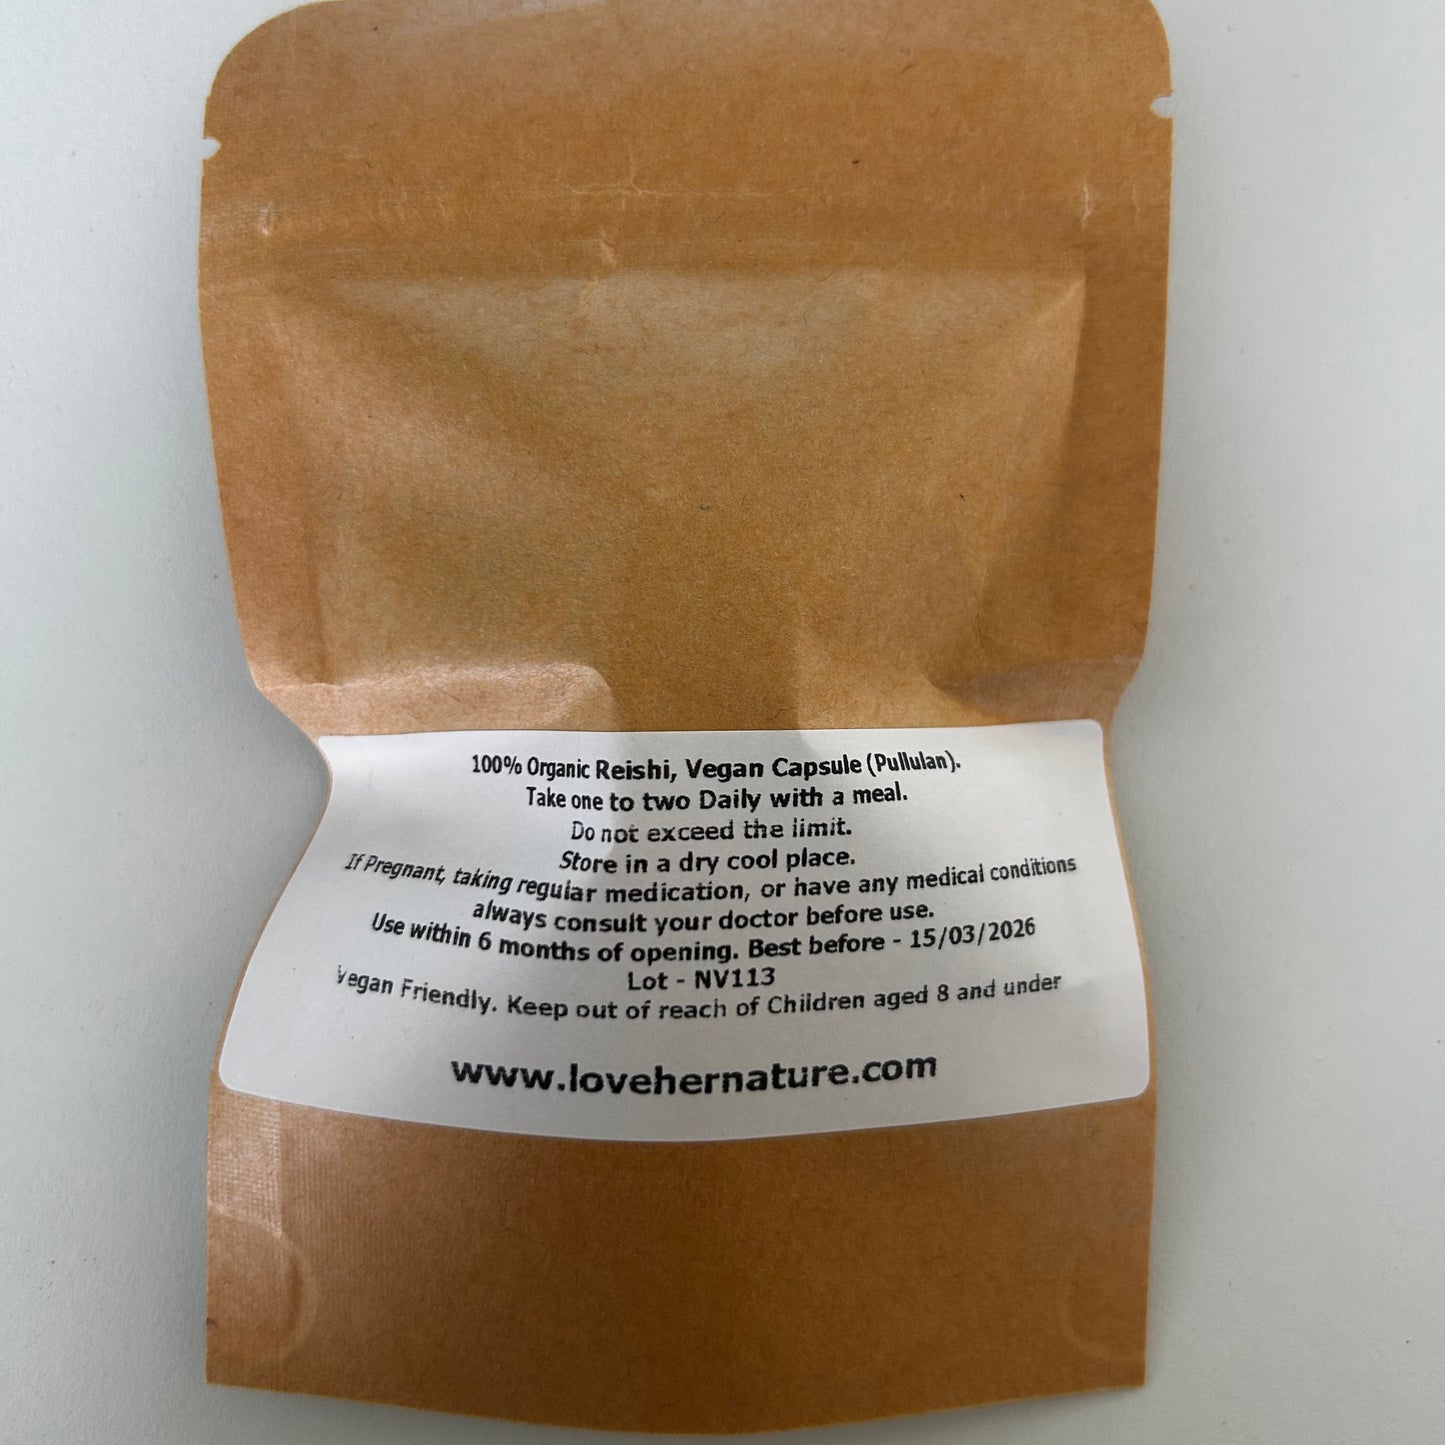 100% Organic Reishi, Vegan Capsule (Pullulan).
Take one to two Daily with a meal.
Do not exceed the limit.
Store in a dry cool place.
If Pregnant, taking regular medication, or have any medical conditions
always consult your doctor before use.
Use within 6 months of opening. Best before - 15/03/2026
Lot - NV113
Vegan Friendly. Keep out of reach of Children aged 8 and under
www.lovehernature.com